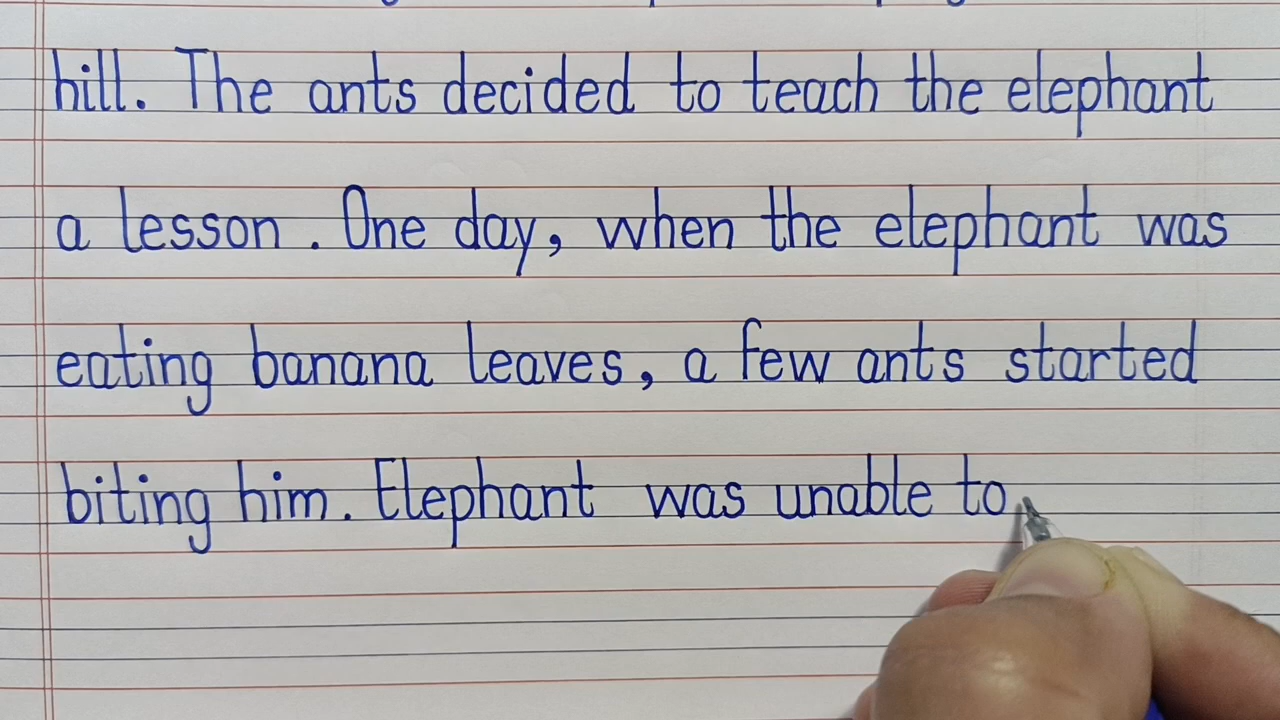 hill. The ants decided to teach the elephant
a lesson. One day, when the elephant was
eating banana leaves, a few ants started
biting him. Elephant was unable to